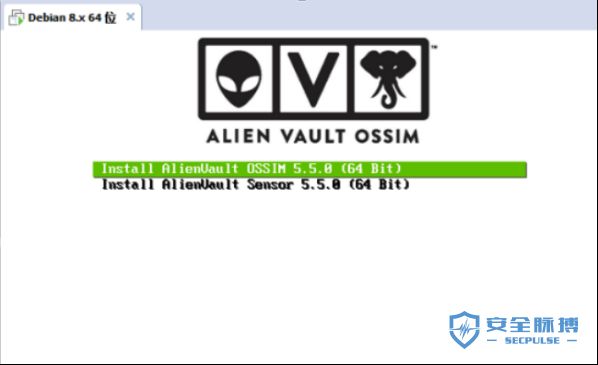 Debian 8.x 64 位
ALIEN VAULT OSSIM™
Install AlienVault OSSIM 5.5.0 (64 Bit)
Install AlienVault Sensor 5.5.0 (64 Bit)
安全脉搏
SECPULSE